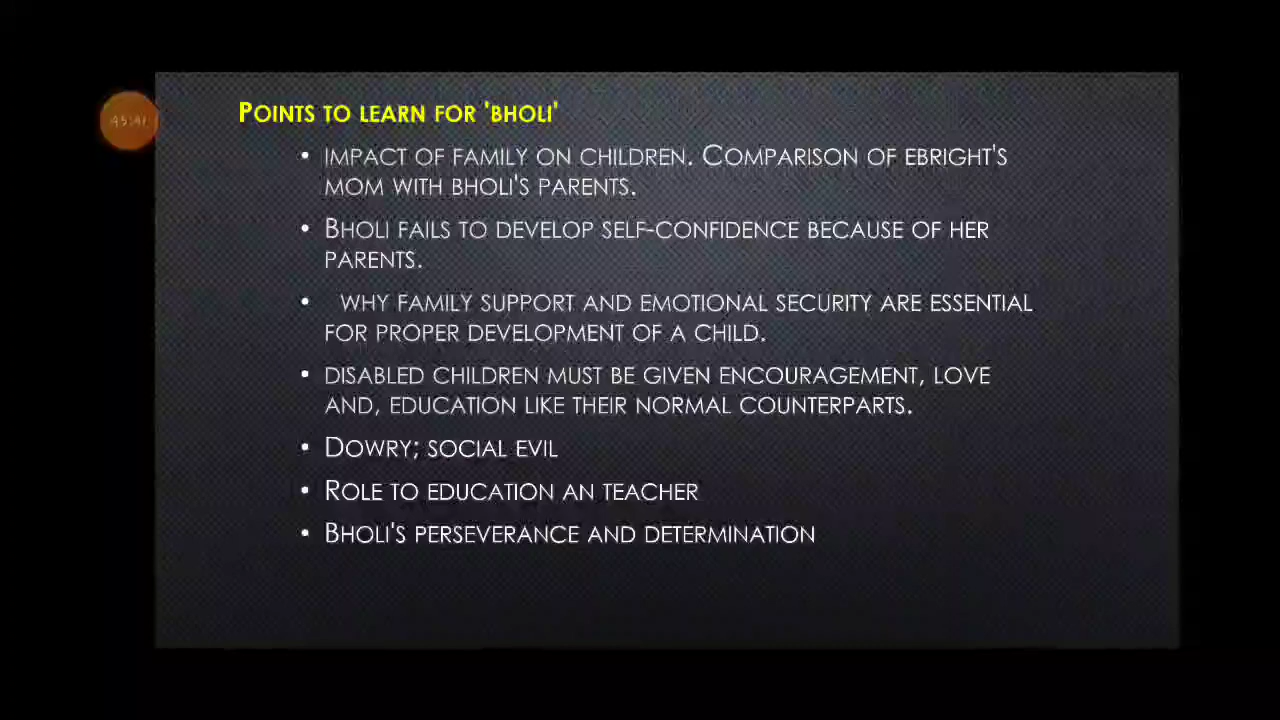 45:41
POINTS TO LEARN FOR 'BHOLI'
• IMPACT OF FAMILY ON CHILDREN. COMPARISON OF EBRIGHT'S
MOM WITH BHOLI'S PARENTS.
• BHOLI FAILS TO DEVELOP SELF-CONFIDENCE BECAUSE OF HER
PARENTS.
• WHY FAMILY SUPPORT AND EMOTIONAL SECURITY ARE ESSENTIAL
FOR PROPER DEVELOPMENT OF A CHILD.
• DISABLED CHILDREN MUST BE GIVEN ENCOURAGEMENT, LOVE
AND, EDUCATION LIKE THEIR NORMAL COUNTERPARTS.
• DOWRY; SOCIAL EVIL
• ROLE TO EDUCATION AN TEACHER
• BHOLI'S PERSEVERANCE AND DETERMINATION